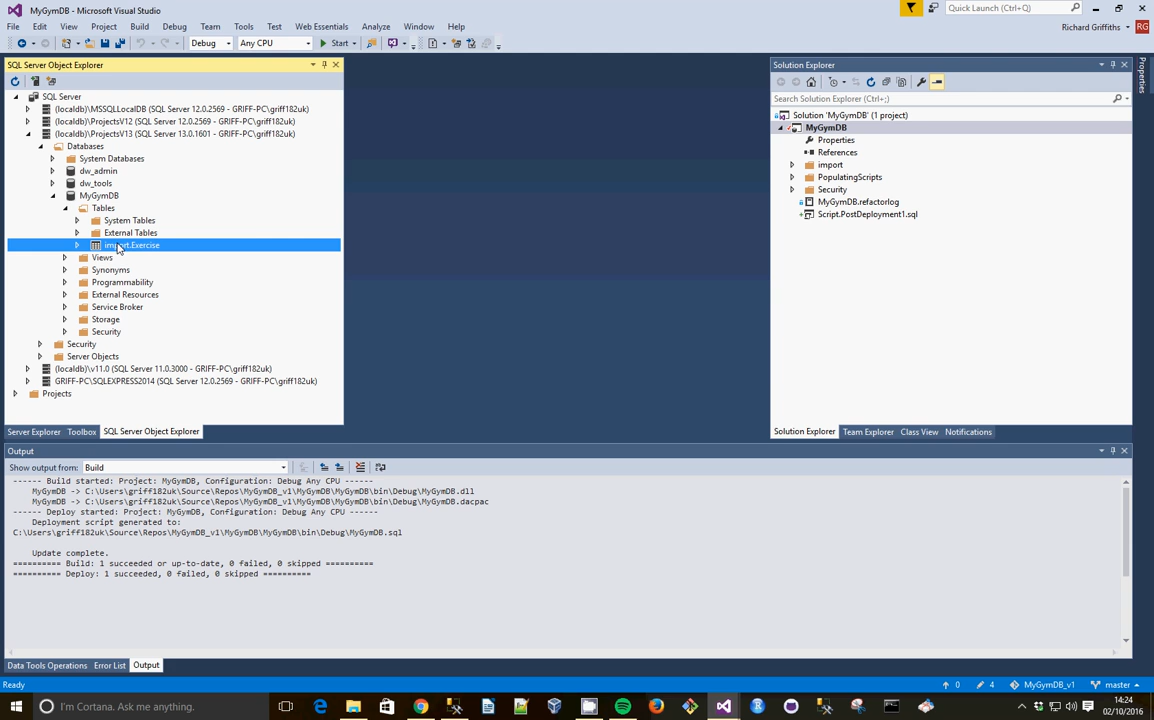 MyGymDB - Microsoft Visual Studio
Quick Launch (Ctrl+Q)
File Edit View Project Build Debug Team Tools Test Web Essentials Analyze Window Help
Richard Griffiths RG
Debug Any CPU Start
SQL Server Object Explorer
SQL Server
(localdb)\MSSQLLocalDB (SQL Server 12.0.2569 - GRIFF-PC\griff182uk)
(localdb)\ProjectsV12 (SQL Server 12.0.2569 - GRIFF-PC\griff182uk)
(localdb)\ProjectsV13 (SQL Server 13.0.1601 - GRIFF-PC\griff182uk)
Databases
System Databases
dw_admin
dw_tools
MyGymDB
Tables
System Tables
External Tables
import.Exercise
Views
Synonyms
Programmability
External Resources
Service Broker
Storage
Security
Security
Server Objects
(localdb)\v11.0 (SQL Server 11.0.3000 - GRIFF-PC\griff182uk)
GRIFF-PC\SQLEXPRESS2014 (SQL Server 12.0.2569 - GRIFF-PC\griff182uk)
Projects
Server Explorer Toolbox SQL Server Object Explorer
Solution Explorer
Search Solution Explorer (Ctrl+;)
Solution 'MyGymDB' (1 project)
MyGymDB
Properties
References
import
PopulatingScripts
Security
MyGymDB.refactorlog
Script.PostDeployment1.sql
Solution Explorer Team Explorer Class View Notifications
Properties
Output
Show output from: Build
------ Build started: Project: MyGymDB, Configuration: Debug Any CPU ------
MyGymDB -> C:\Users\griff182uk\Source\Repos\MyGymDB_v1\MyGymDB\MyGymDB\bin\Debug\MyGymDB.dll
MyGymDB -> C:\Users\griff182uk\Source\Repos\MyGymDB_v1\MyGymDB\MyGymDB\bin\Debug\MyGymDB.dacpac
------ Deploy started: Project: MyGymDB, Configuration: Debug Any CPU ------
Deployment script generated to:
C:\Users\griff182uk\Source\Repos\MyGymDB_v1\MyGymDB\MyGymDB\bin\Debug\MyGymDB.sql
Update complete.
========== Build: 1 succeeded or up-to-date, 0 failed, 0 skipped ==========
========== Deploy: 1 succeeded, 0 failed, 0 skipped ==========
Data Tools Operations Error List Output
Ready
0 4 MyGymDB_v1 master
I'm Cortana. Ask me anything.
14:24
02/10/2016